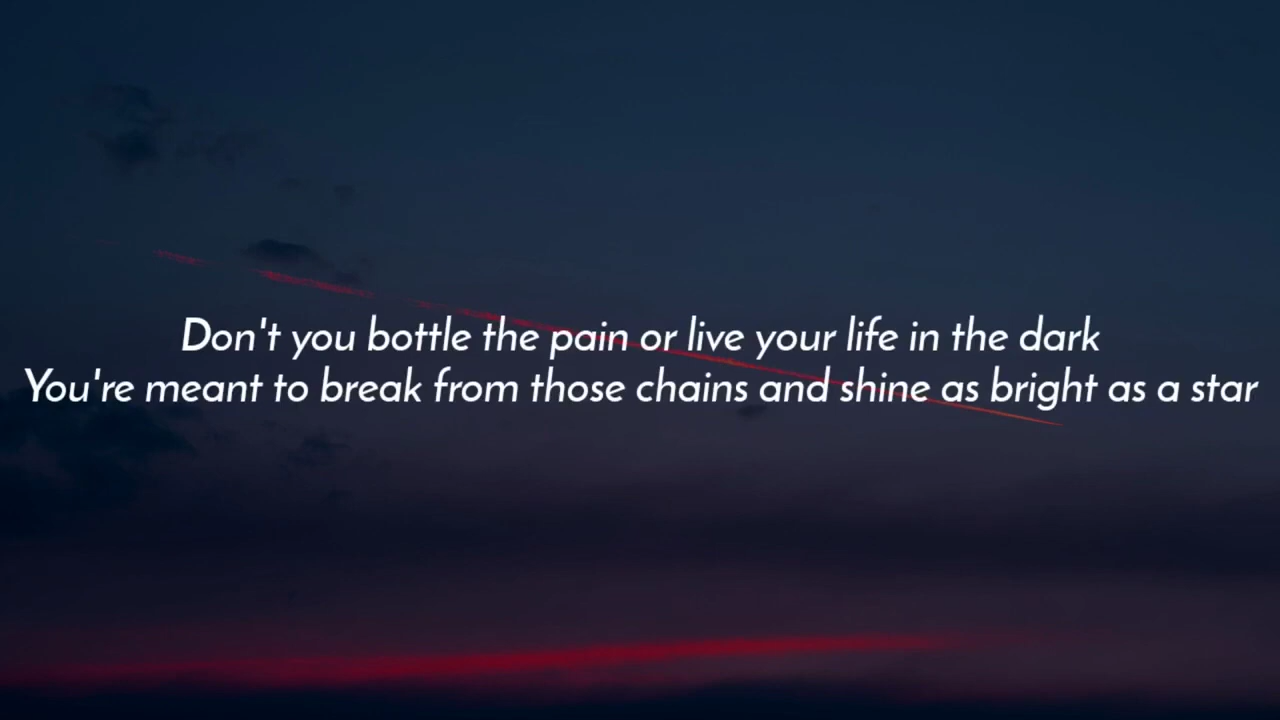 Don't you bottle the pain or live your life in the dark
You're meant to break from those chains and shine as bright as a star